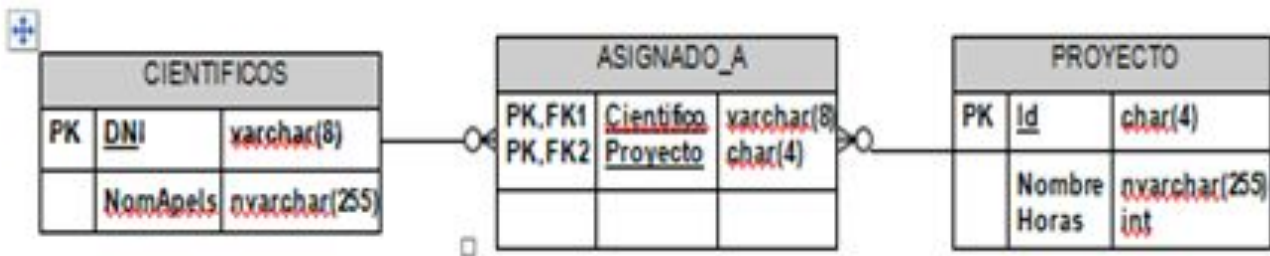 CIENTIFICOS
PK DNI varchar(8)
NomApels nvarchar(255)
ASIGNADO_A
PK,FK1 Cientifico varchar(8)
PK,FK2 Proyecto char(4)
PROYECTO
PK Id char(4)
Nombre nvarchar(255)
Horas int